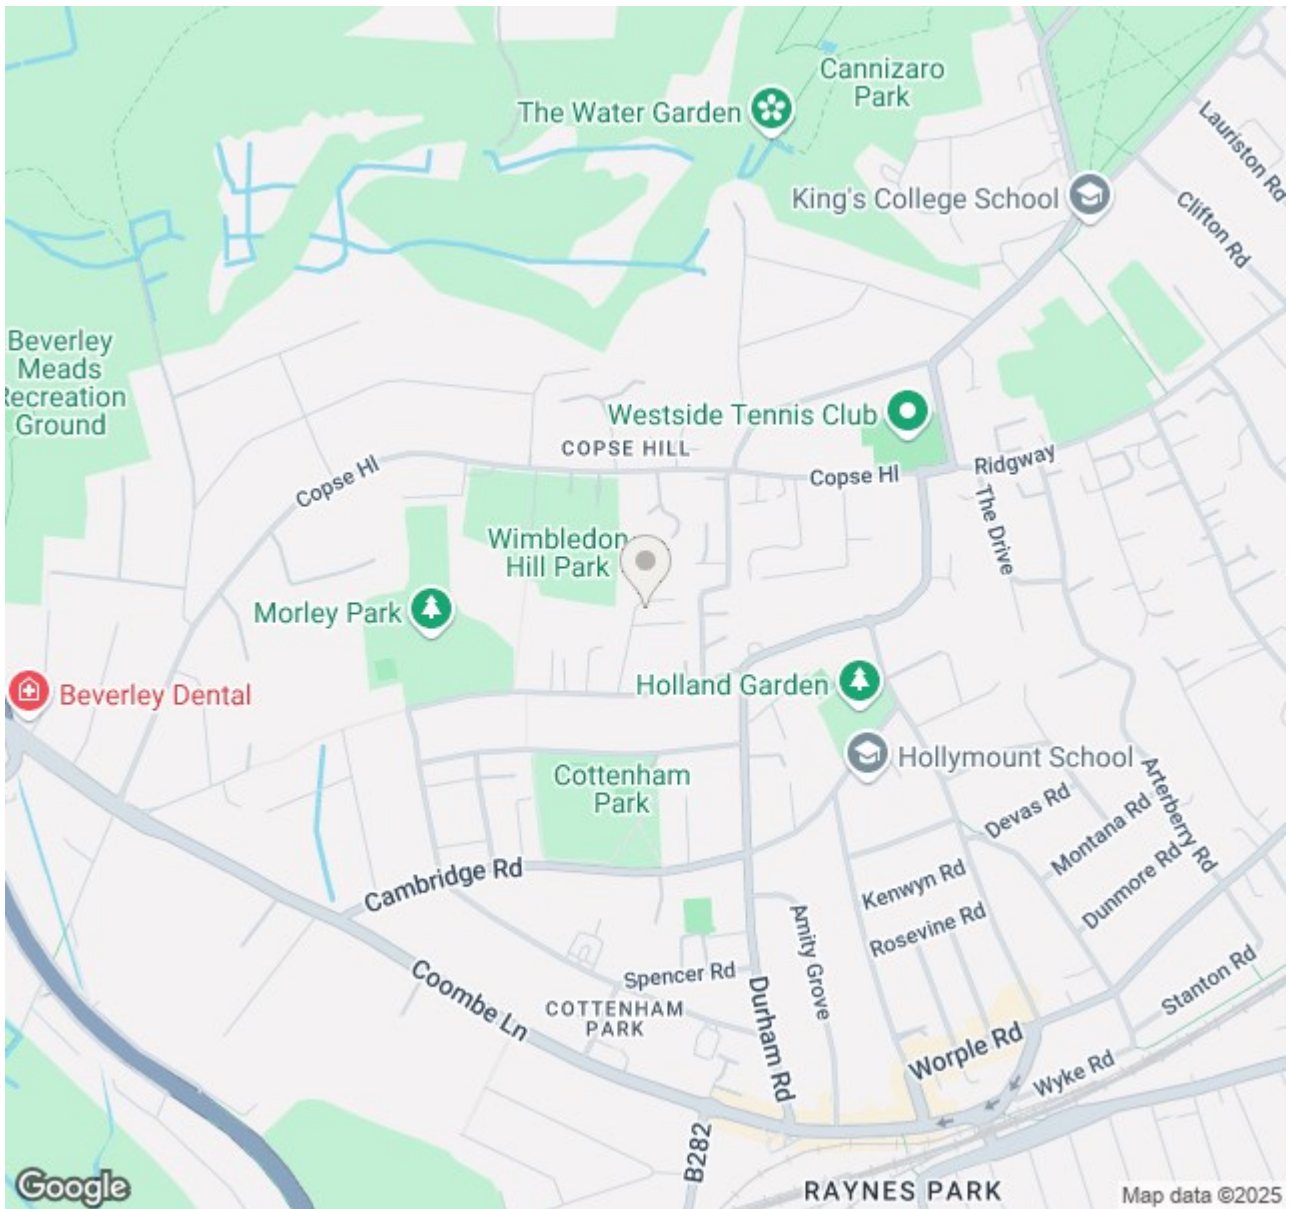 Cannizaro
Park
The Water Garden
Lauriston Rd
King's College School
Clifton Rd
Beverley
Meads
Recreation
Ground
Westside Tennis Club
COPSE HILL
Ridgway
Copse Hl
Copse Hl
The Drive
Wimbledon
Hill Park
Morley Park
Holland Garden
Beverley Dental
Hollymount School
Cottenham
Park
Arterberry Rd
Devas Rd
Montana Rd
Dunmore Rd
Cambridge Rd
Kenwyn Rd
Rosevine Rd
Amity Grove
Spencer Rd
Stanton Rd
Coombe Ln
COTTENHAM
PARK
Durham Rd
Worple Rd
Wyke Rd
B282
RAYNES PARK
Google
Map data ©2025